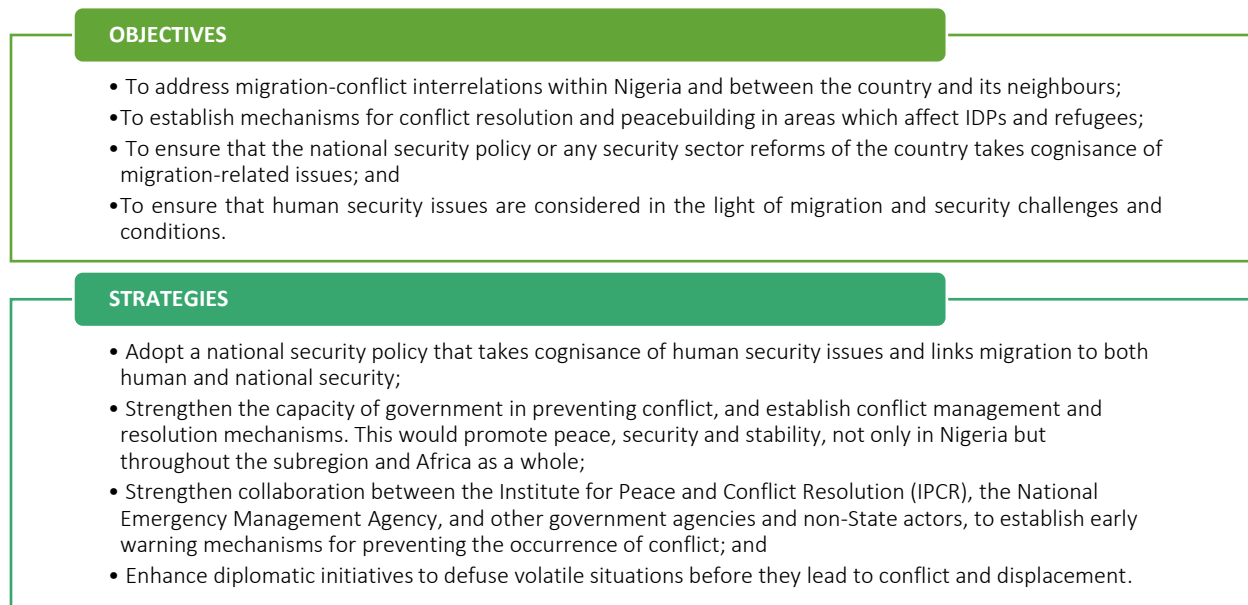 OBJECTIVES
• To address migration-conflict interrelations within Nigeria and between the country and its neighbours;
•To establish mechanisms for conflict resolution and peacebuilding in areas which affect IDPs and refugees;
• To ensure that the national security policy or any security sector reforms of the country takes cognisance of
migration-related issues; and
•To ensure that human security issues are considered in the light of migration and security challenges and
conditions.
STRATEGIES
• Adopt a national security policy that takes cognisance of human security issues and links migration to both
human and national security;
• Strengthen the capacity of government in preventing conflict, and establish conflict management and
resolution mechanisms. This would promote peace, security and stability, not only in Nigeria but
throughout the subregion and Africa as a whole;
• Strengthen collaboration between the Institute for Peace and Conflict Resolution (IPCR), the National
Emergency Management Agency, and other government agencies and non-State actors, to establish early
warning mechanisms for preventing the occurrence of conflict; and
• Enhance diplomatic initiatives to defuse volatile situations before they lead to conflict and displacement.